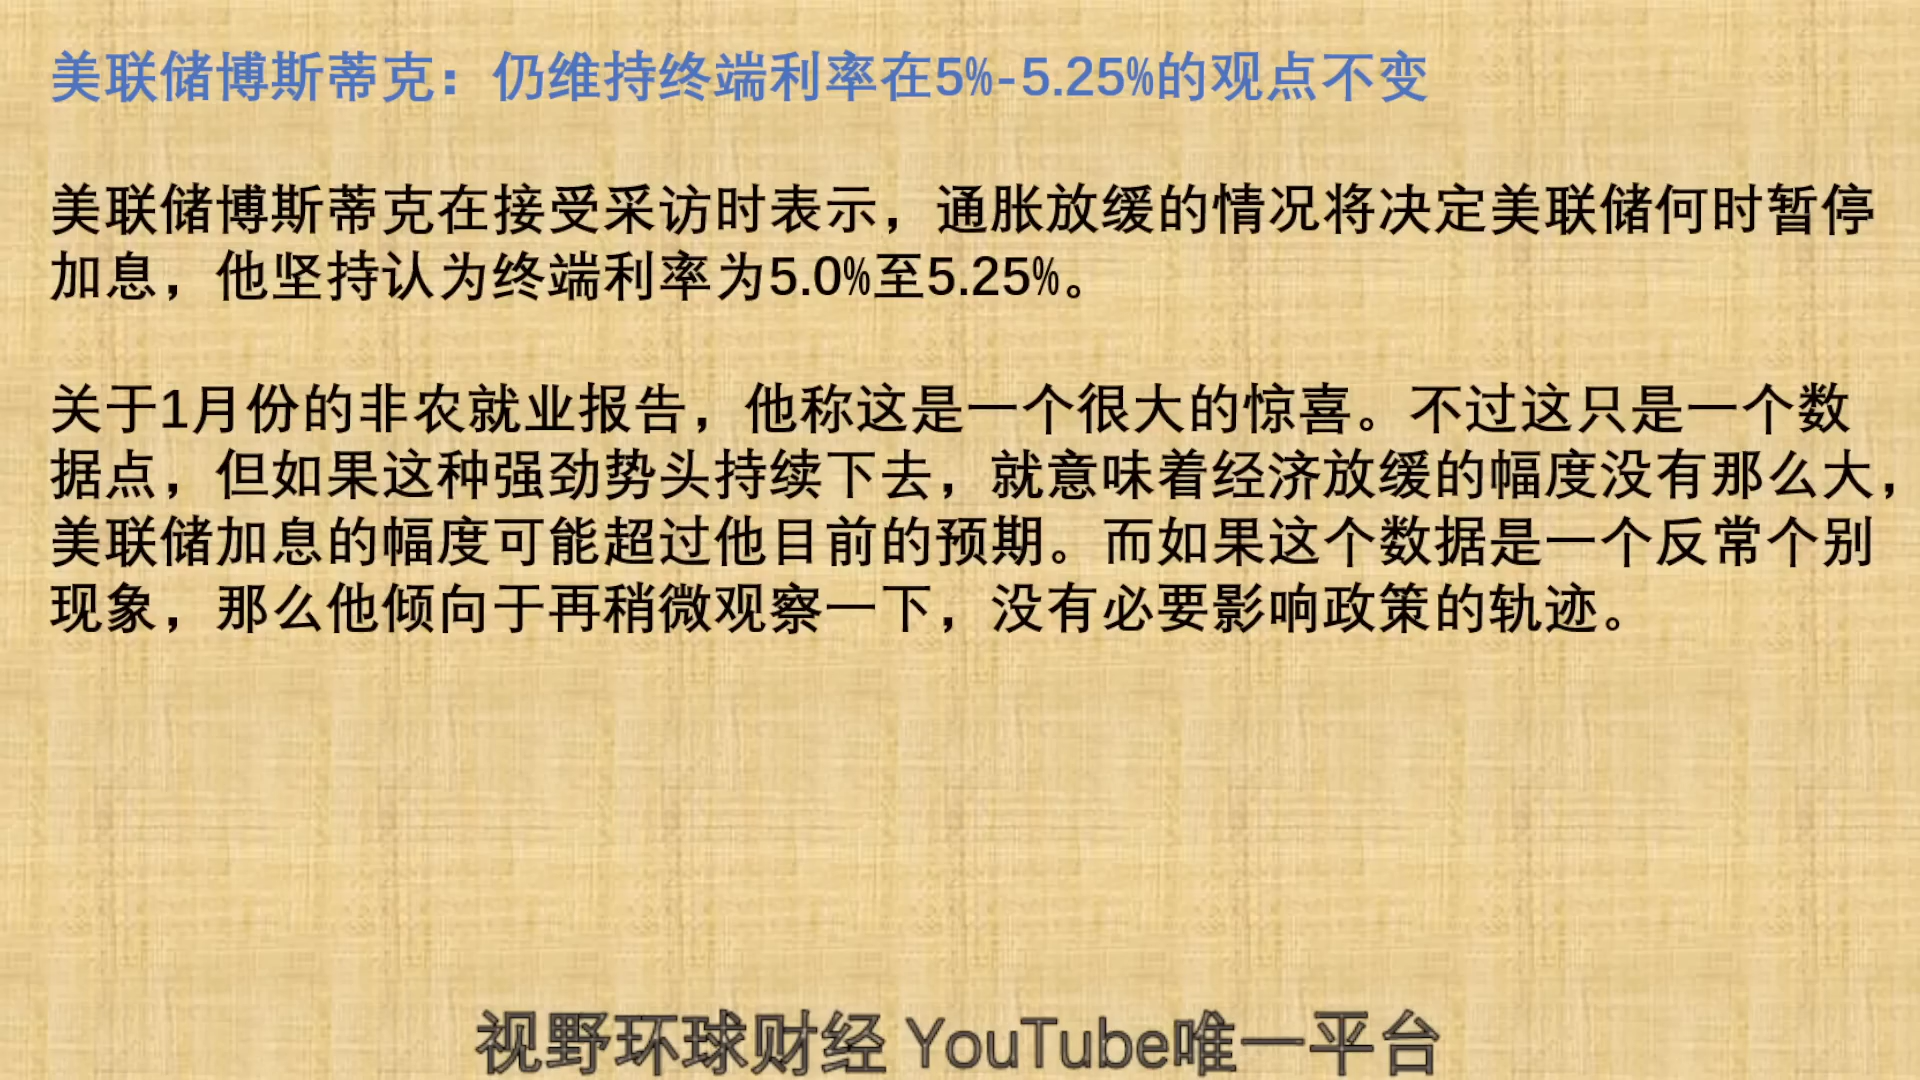 美联储博斯蒂克：仍维持终端利率在5%-5.25%的观点不变
美联储博斯蒂克在接受采访时表示，通胀放缓的情况将决定美联储何时暂停
加息，他坚持认为终端利率为5.0%至5.25%。
关于1月份的非农就业报告，他称这是一个很大的惊喜。不过这只是一个数
据点，但如果这种强劲势头持续下去，就意味着经济放缓的幅度没有那么大，
美联储加息的幅度可能超过他目前的预期。而如果这个数据是一个反常个别
现象，那么他倾向于再稍微观察一下，没有必要影响政策的轨迹。
视野环球财经 YouTube唯一平台